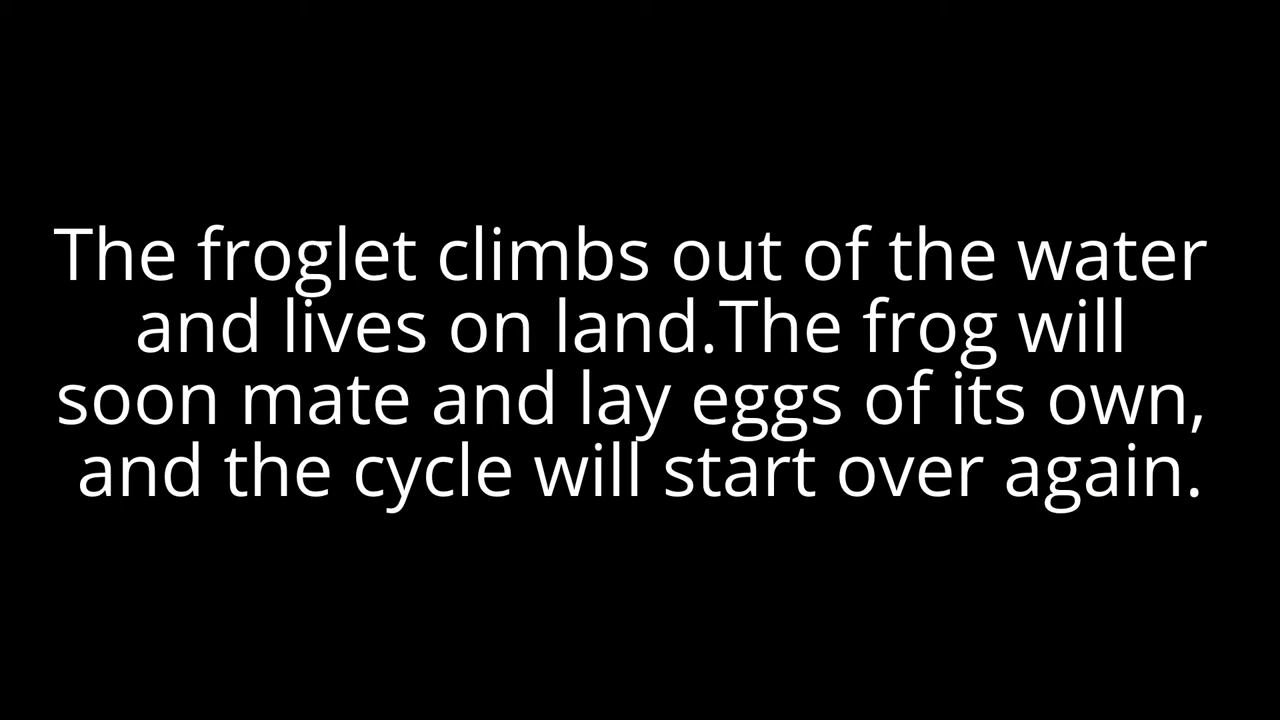 The froglet climbs out of the water
and lives on land.The frog will
soon mate and lay eggs of its own,
and the cycle will start over again.